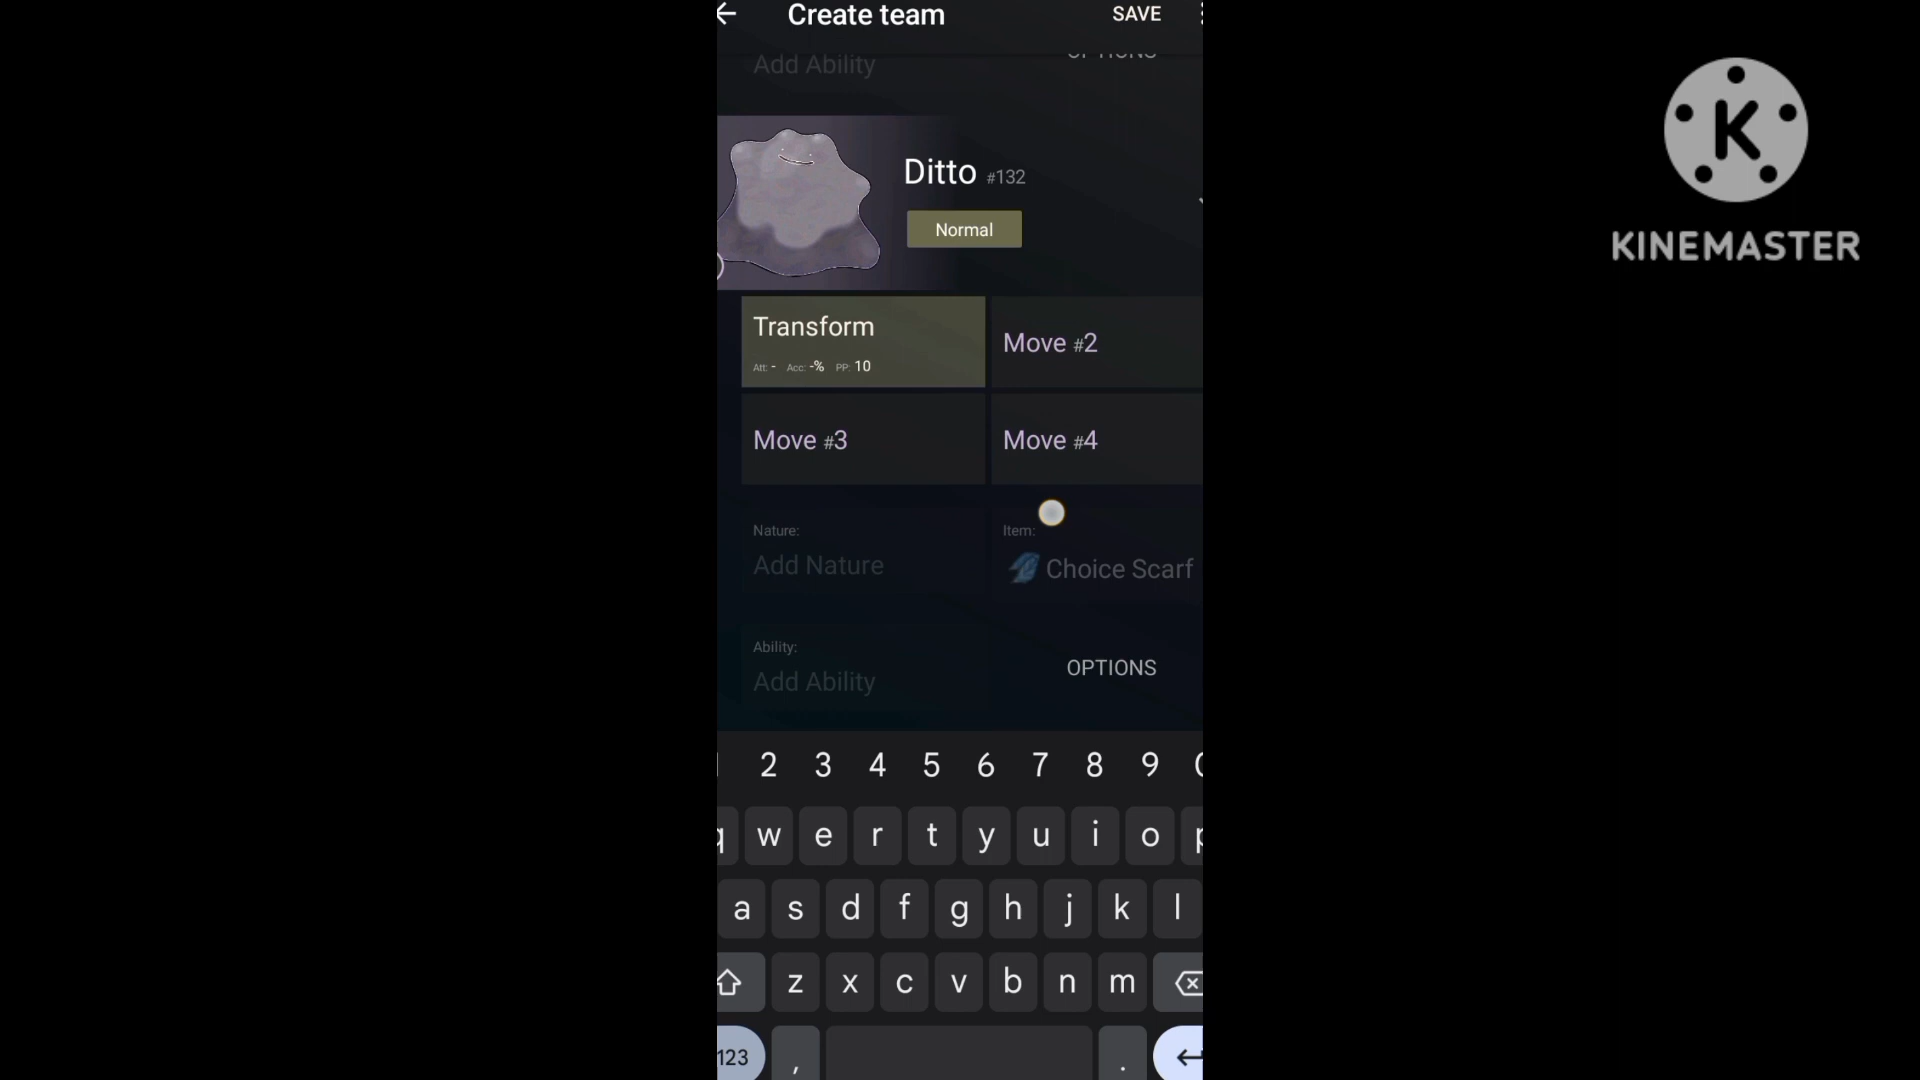 Create team
SAVE
Add Ability
OPTIONS
K
KINEMASTER
Ditto #132
Normal
Transform
Att: - Acc: -% PP: 10
Move #2
Move #3
Move #4
Nature:
Add Nature
Item:
Choice Scarf
Ability:
Add Ability
OPTIONS
2 3 4 5 6 7 8 9
q w e r t y u i o p
a s d f g h j k l
z x c v b n m
123 , .